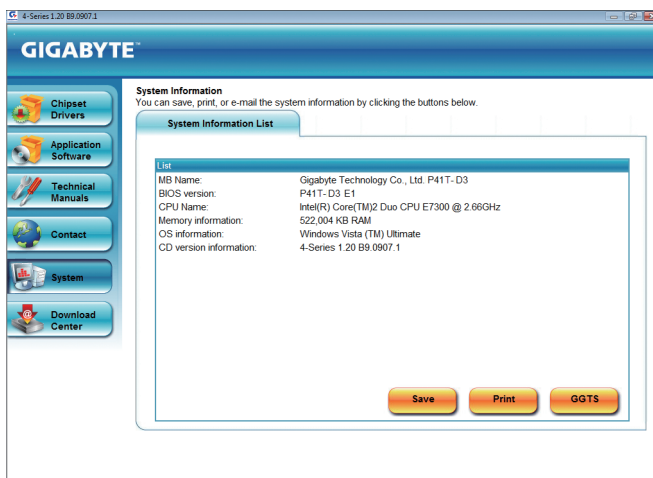 4-Series 1.20 B9.0907.1
GIGABYTE™
Chipset
Drivers
Application
Software
Technical
Manuals
Contact
System
Download
Center
System Information
You can save, print, or e-mail the system information by clicking the buttons below.
System Information List
List
MB Name: Gigabyte Technology Co., Ltd. P41T- D3
BIOS version: P41T- D3 E1
CPU Name: Intel(R) Core(TM)2 Duo CPU E7300 @ 2.66GHz
Memory information: 522,004 KB RAM
OS information: Windows Vista (TM) Ultimate
CD version information: 4-Series 1.20 B9.0907.1
Save Print GGTS